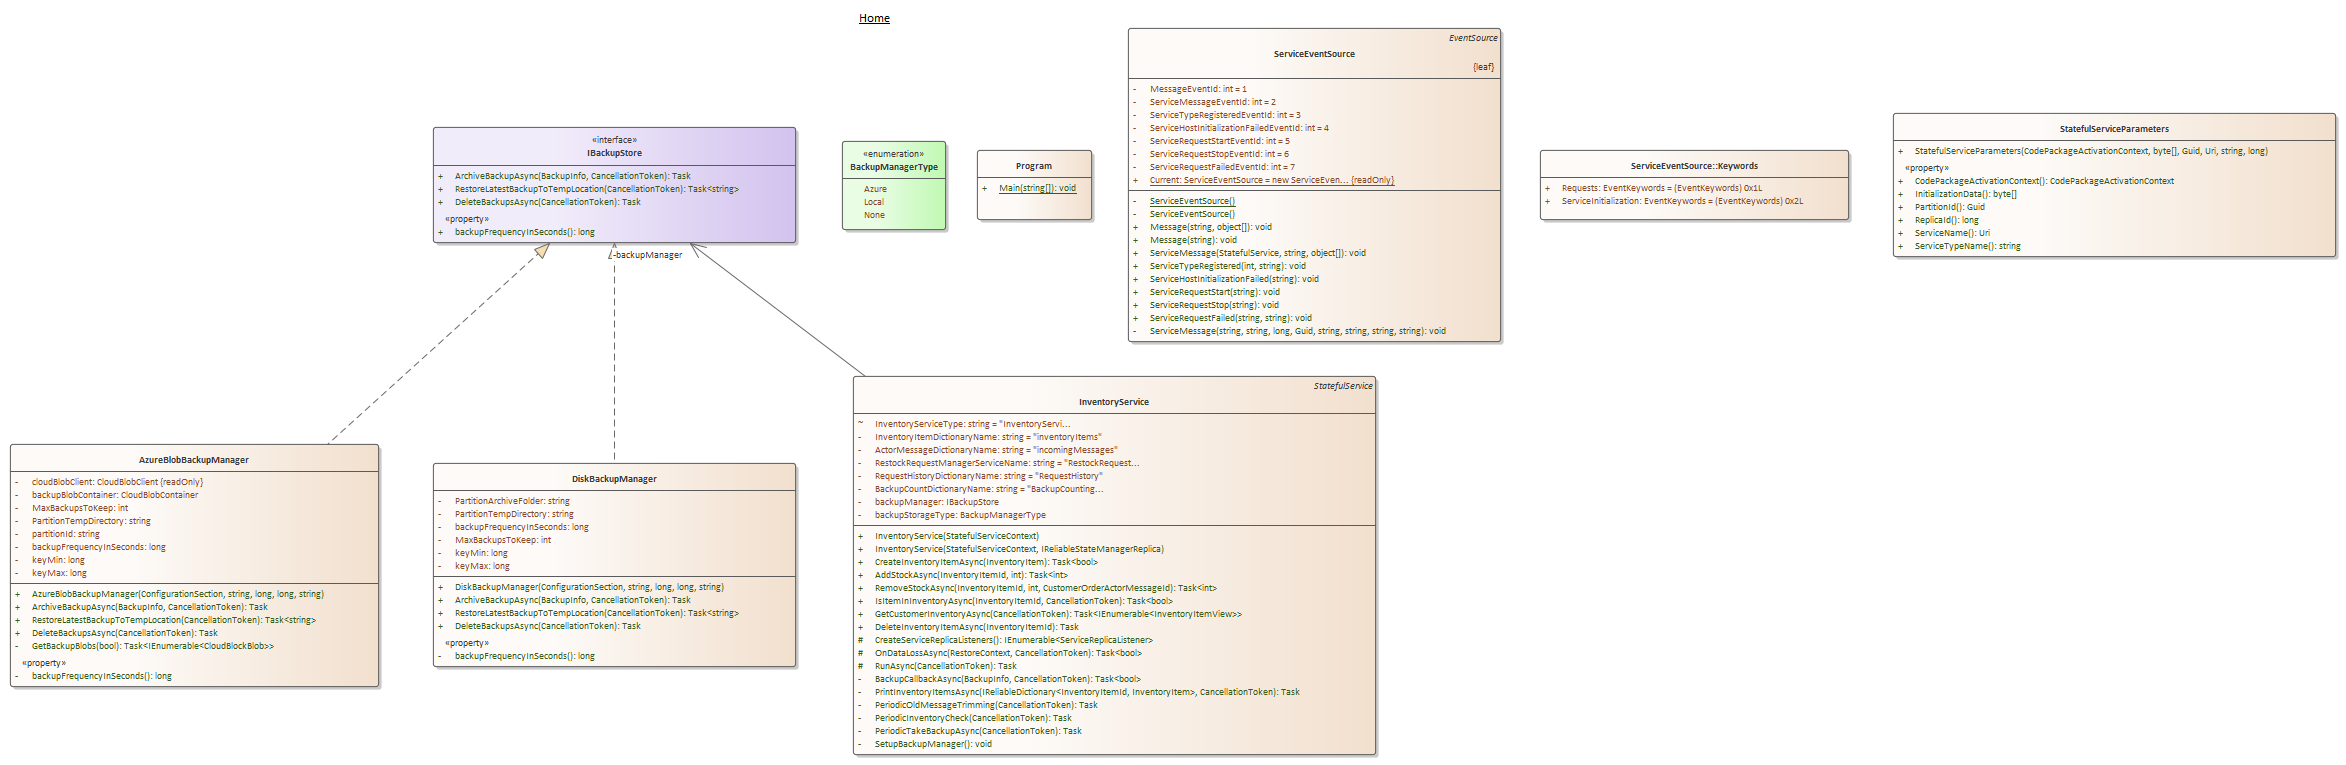 Home
«interface»
IBackupStore
+ ArchiveBackupAsync(BackupInfo, CancellationToken): Task
+ RestoreLatestBackupToTempLocation(CancellationToken): Task<string>
+ DeleteBackupsAsync(CancellationToken): Task
«property»
+ backupFrequencyInSeconds(): long
-backupManager
«enumeration»
BackupManagerType
Azure
Local
None
Program
+ Main(string[]): void
EventSource
ServiceEventSource
{leaf}
- MessageEventId: int = 1
- ServiceMessageEventId: int = 2
- ServiceTypeRegisteredEventId: int = 3
- ServiceHostInitializationFailedEventId: int = 4
- ServiceRequestStartEventId: int = 5
- ServiceRequestStopEventId: int = 6
- ServiceRequestFailedEventId: int = 7
+ Current: ServiceEventSource = new ServiceEven... {readOnly}
- ServiceEventSource()
- ServiceEventSource()
+ Message(string, object[]): void
+ Message(string): void
+ ServiceMessage(StatefulService, string, object[]): void
+ ServiceTypeRegistered(int, string): void
+ ServiceHostInitializationFailed(string): void
+ ServiceRequestStart(string): void
+ ServiceRequestStop(string): void
+ ServiceRequestFailed(string, string): void
- ServiceMessage(string, string, long, Guid, string, string, string, string): void
ServiceEventSource::Keywords
+ Requests: EventKeywords = (EventKeywords) 0x1L
+ ServiceInitialization: EventKeywords = (EventKeywords) 0x2L
StatefulServiceParameters
+ StatefulServiceParameters(CodePackageActivationContext, byte[], Guid, Uri, string, long)
«property»
+ CodePackageActivationContext(): CodePackageActivationContext
+ InitializationData(): byte[]
+ PartitionId(): Guid
+ ReplicaId(): long
+ ServiceName(): Uri
+ ServiceTypeName(): string
AzureBlobBackupManager
- cloudBlobClient: CloudBlobClient {readOnly}
- backupBlobContainer: CloudBlobContainer
- MaxBackupsToKeep: int
- PartitionTempDirectory: string
- partitionId: string
- backupFrequencyInSeconds: long
- keyMin: long
- keyMax: long
+ AzureBlobBackupManager(ConfigurationSection, string, long, long, string)
+ ArchiveBackupAsync(BackupInfo, CancellationToken): Task
+ RestoreLatestBackupToTempLocation(CancellationToken): Task<string>
+ DeleteBackupsAsync(CancellationToken): Task
- GetBackupBlobs(bool): Task<IEnumerable<CloudBlockBlob>>
«property»
- backupFrequencyInSeconds(): long
DiskBackupManager
- PartitionArchiveFolder: string
- PartitionTempDirectory: string
- backupFrequencyInSeconds: long
- MaxBackupsToKeep: int
- keyMin: long
- keyMax: long
+ DiskBackupManager(ConfigurationSection, string, long, long, string)
+ ArchiveBackupAsync(BackupInfo, CancellationToken): Task
+ RestoreLatestBackupToTempLocation(CancellationToken): Task<string>
+ DeleteBackupsAsync(CancellationToken): Task
«property»
- backupFrequencyInSeconds(): long
StatefulService
InventoryService
~ InventoryServiceType: string = "InventoryServi...
- InventoryItemDictionaryName: string = "inventoryItems"
- ActorMessageDictionaryName: string = "incomingMessages"
- RestockRequestManagerServiceName: string = "RestockRequest...
- RequestHistoryDictionaryName: string = "RequestHistory"
- BackupCountDictionaryName: string = "BackupCounting...
- backupManager: IBackupStore
- backupStorageType: BackupManagerType
+ InventoryService(StatefulServiceContext)
+ InventoryService(StatefulServiceContext, IReliableStateManagerReplica)
+ CreateInventoryItemAsync(InventoryItem): Task<bool>
+ AddStockAsync(InventoryItemId, int): Task<int>
+ RemoveStockAsync(InventoryItemId, int, CustomerOrderActorMessageId): Task<int>
+ IsItemInInventoryAsync(InventoryItemId, CancellationToken): Task<bool>
+ GetCustomerInventoryAsync(CancellationToken): Task<IEnumerable<InventoryItemView>>
+ DeleteInventoryItemAsync(InventoryItemId): Task
# CreateServiceReplicaListeners(): IEnumerable<ServiceReplicaListener>
# OnDataLossAsync(RestoreContext, CancellationToken): Task<bool>
# RunAsync(CancellationToken): Task
- BackupCallbackAsync(BackupInfo, CancellationToken): Task<bool>
- PrintInventoryItemsAsync(IReliableDictionary<InventoryItemId, InventoryItem>, CancellationToken): Task
- PeriodicOldMessageTrimming(CancellationToken): Task
- PeriodicInventoryCheck(CancellationToken): Task
- PeriodicTakeBackupAsync(CancellationToken): Task
- SetupBackupManager(): void